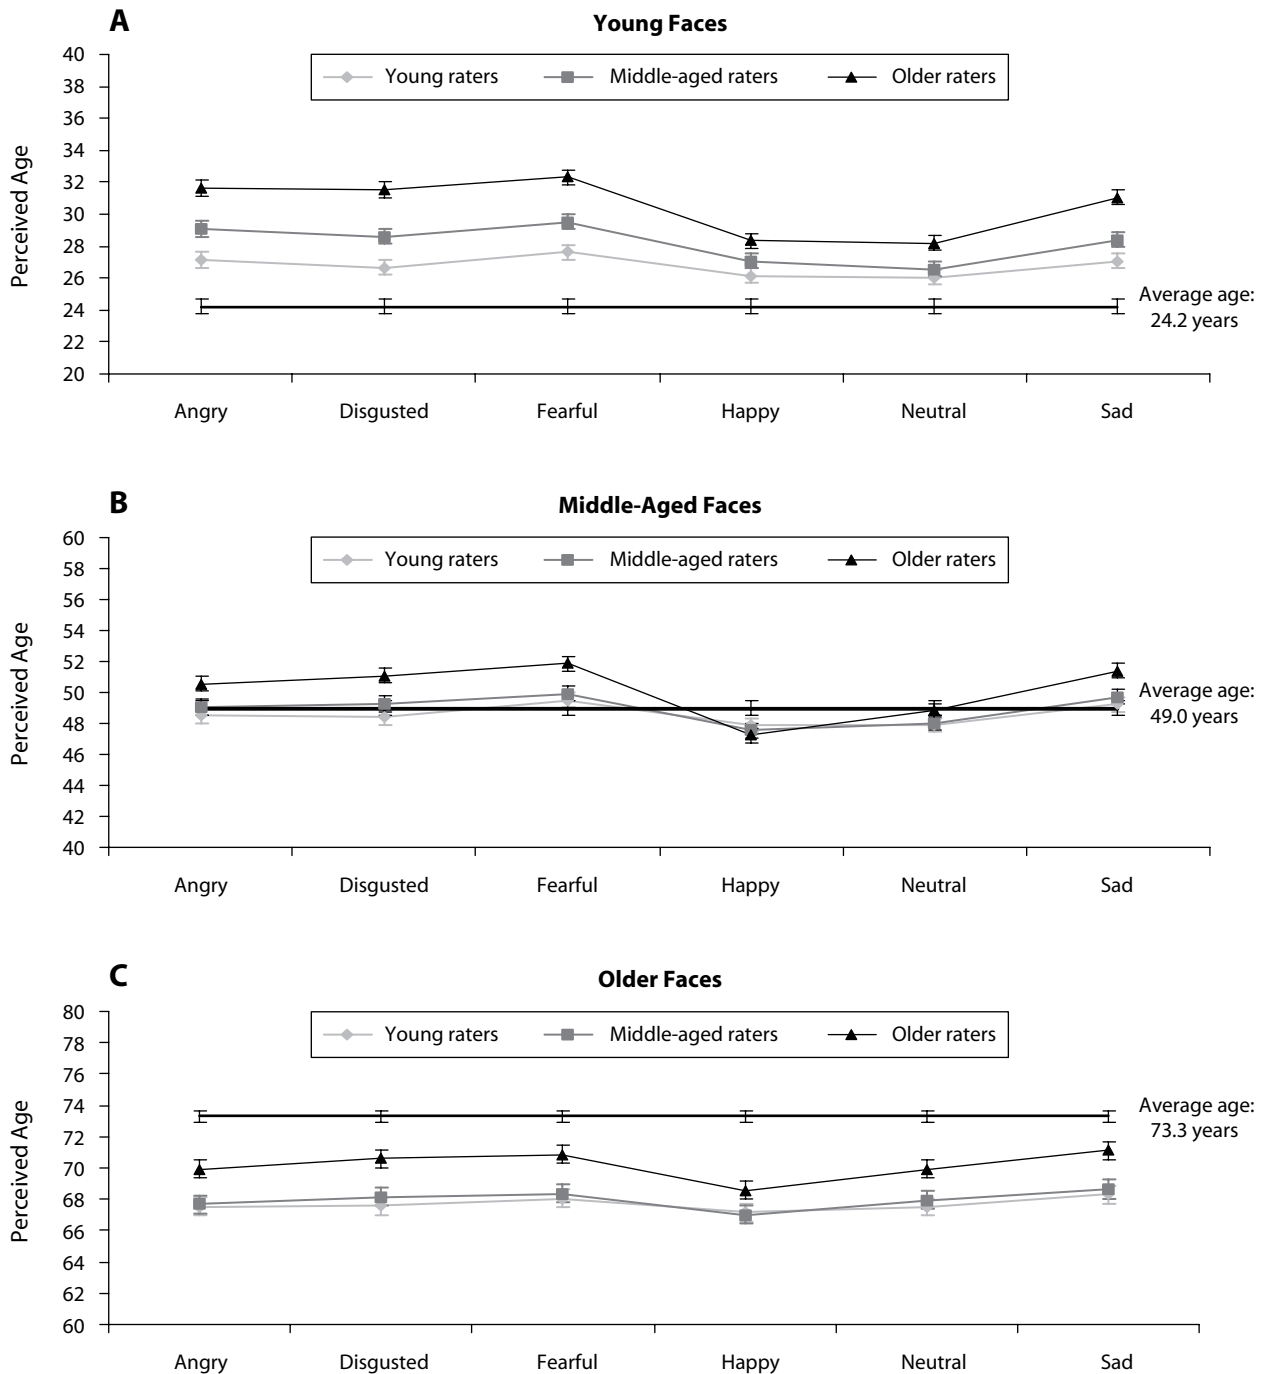 A
Young Faces
40
38
36
34
32
30
28
26
24
22
20
Perceived Age
Young raters
Middle-aged raters
Older raters
Average age:
24.2 years
Angry
Disgusted
Fearful
Happy
Neutral
Sad
B
Middle-Aged Faces
60
58
56
54
52
50
48
46
44
42
40
Perceived Age
Young raters
Middle-aged raters
Older raters
Average age:
49.0 years
Angry
Disgusted
Fearful
Happy
Neutral
Sad
C
Older Faces
80
78
76
74
72
70
68
66
64
62
60
Perceived Age
Young raters
Middle-aged raters
Older raters
Average age:
73.3 years
Angry
Disgusted
Fearful
Happy
Neutral
Sad